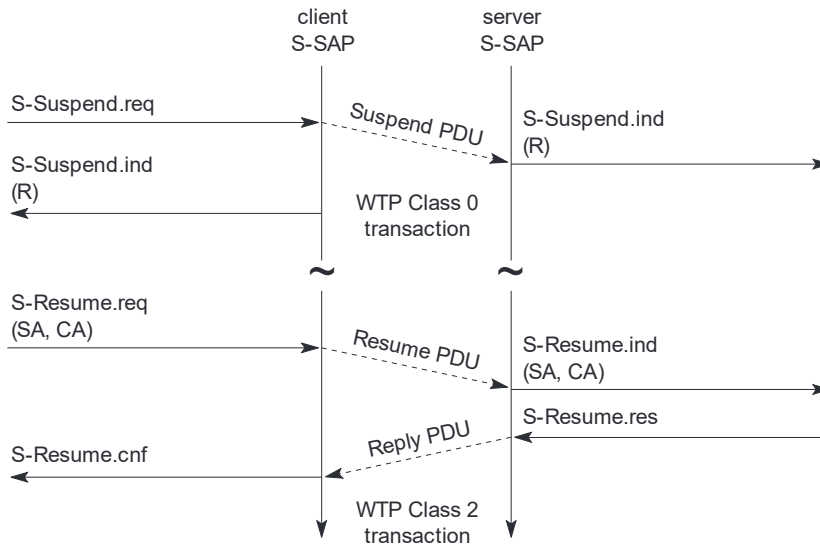 client
S-SAP
server
S-SAP
S-Suspend.req
Suspend PDU
S-Suspend.ind
(R)
S-Suspend.ind
(R)
WTP Class 0
transaction
~
~
S-Resume.req
(SA, CA)
Resume PDU
S-Resume.ind
(SA, CA)
S-Resume.res
Reply PDU
S-Resume.cnf
WTP Class 2
transaction